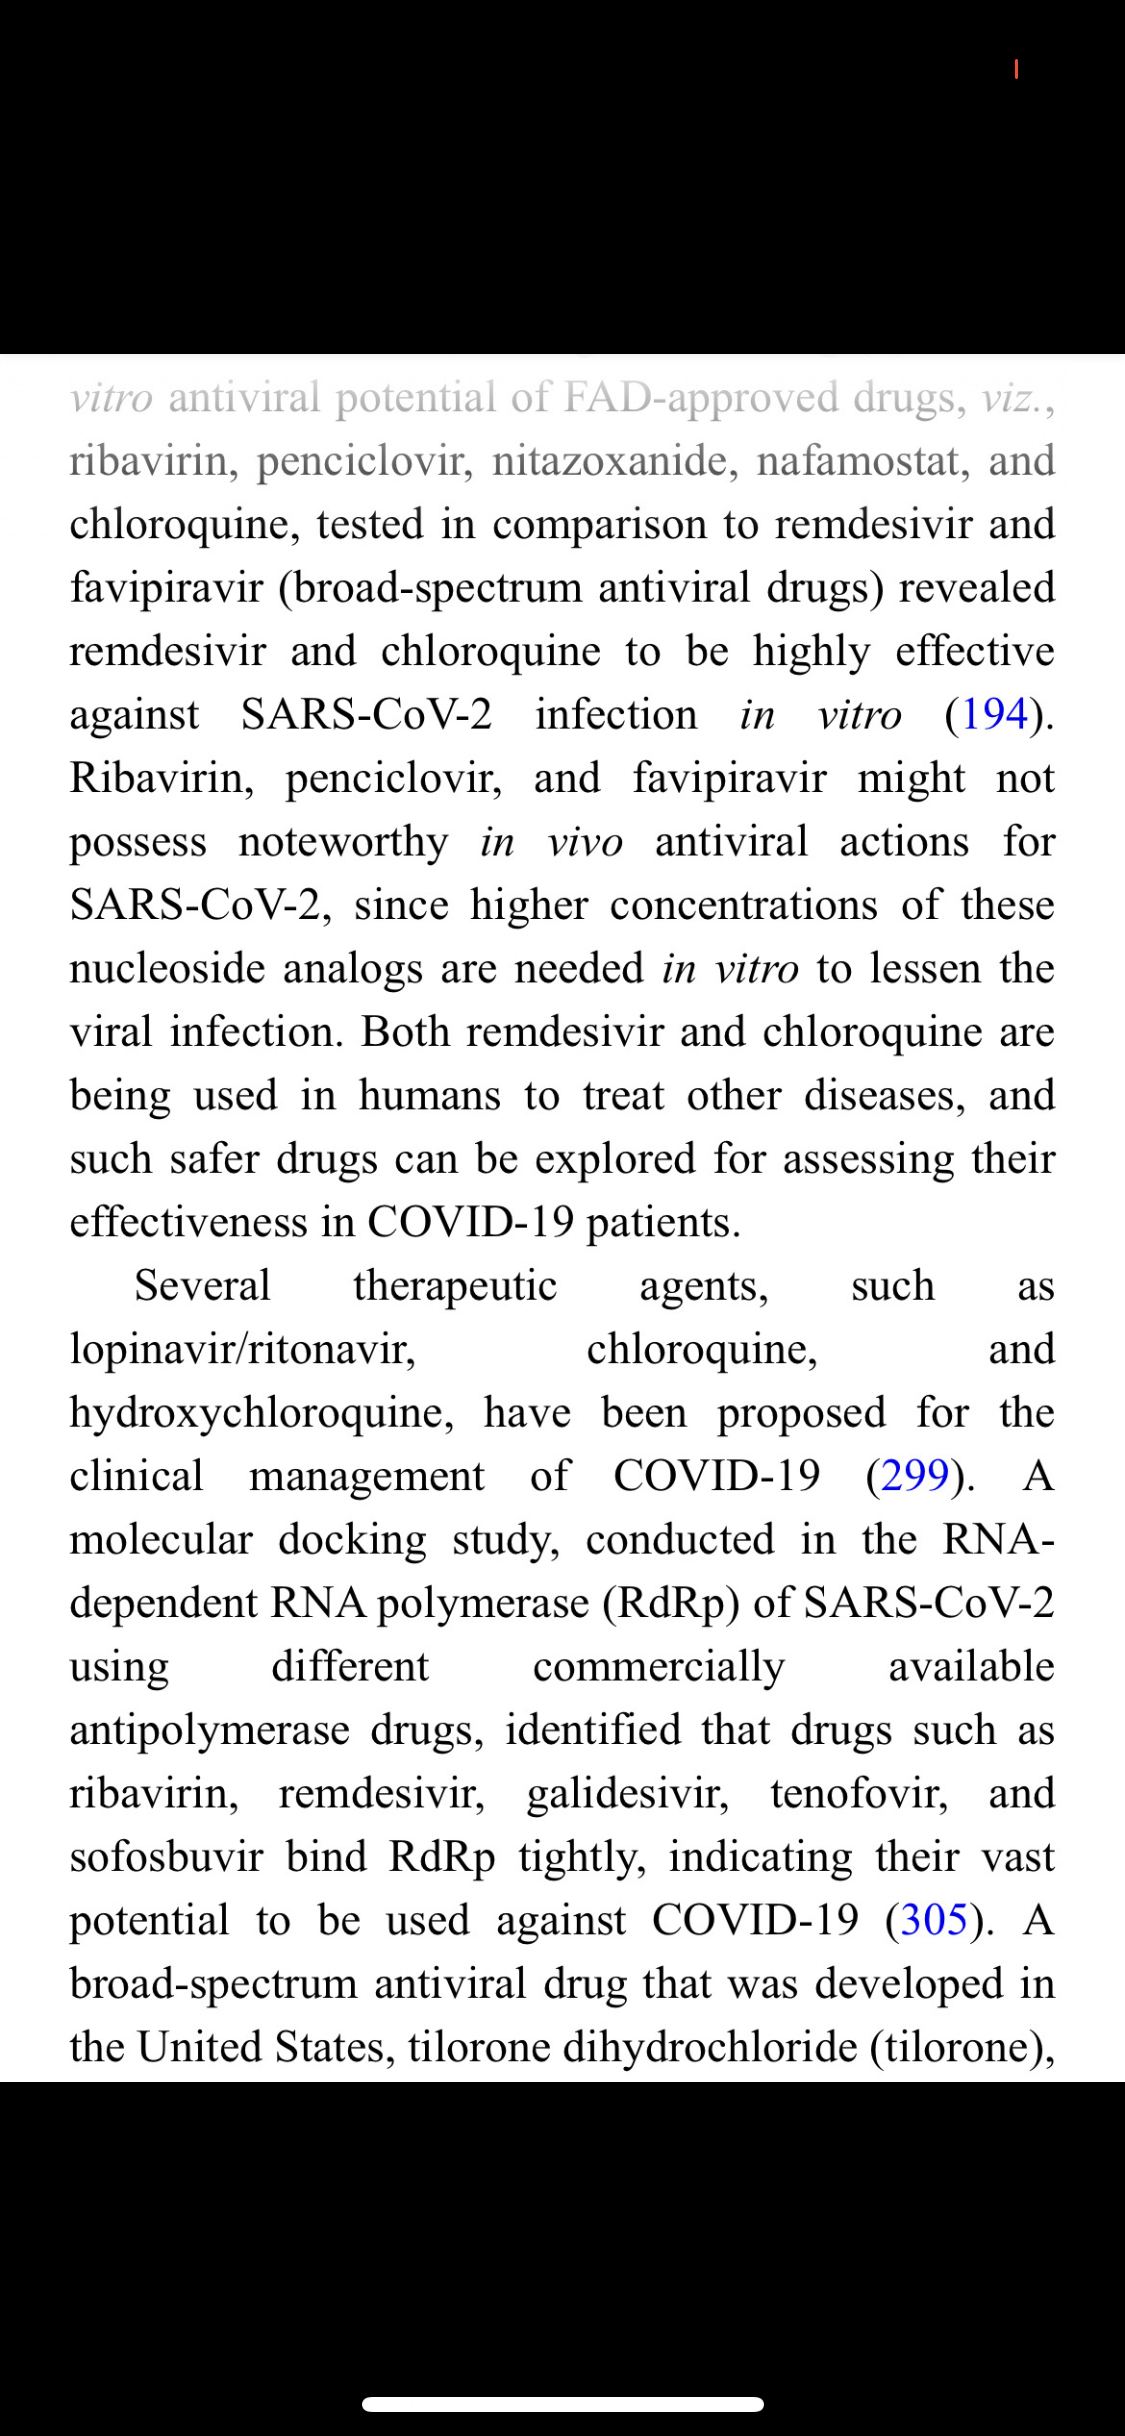 vitro antiviral potential of FAD-approved drugs, viz.,
ribavirin, penciclovir, nitazoxanide, nafamostat, and
chloroquine, tested in comparison to remdesivir and
favipiravir (broad-spectrum antiviral drugs) revealed
remdesivir and chloroquine to be highly effective
against SARS-CoV-2 infection in vitro (194).
Ribavirin, penciclovir, and favipiravir might not
possess noteworthy in vivo antiviral actions for
SARS-CoV-2, since higher concentrations of these
nucleoside analogs are needed in vitro to lessen the
viral infection. Both remdesivir and chloroquine are
being used in humans to treat other diseases, and
such safer drugs can be explored for assessing their
effectiveness in COVID-19 patients.
Several therapeutic agents, such as
lopinavir/ritonavir, chloroquine, and
hydroxychloroquine, have been proposed for the
clinical management of COVID-19 (299). A
molecular docking study, conducted in the RNA-
dependent RNA polymerase (RdRp) of SARS-CoV-2
using different commercially available
antipolymerase drugs, identified that drugs such as
ribavirin, remdesivir, galidesivir, tenofovir, and
sofosbuvir bind RdRp tightly, indicating their vast
potential to be used against COVID-19 (305). A
broad-spectrum antiviral drug that was developed in
the United States, tilorone dihydrochloride (tilorone),